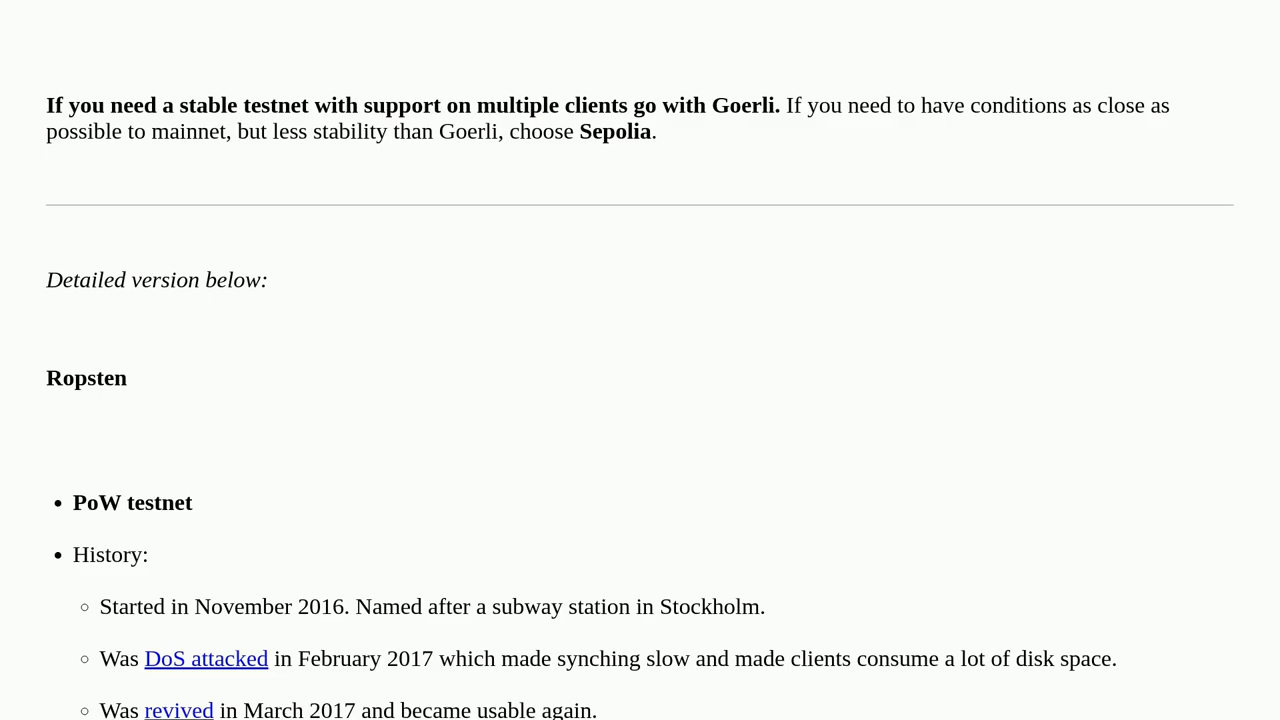 If you need a stable testnet with support on multiple clients go with Goerli. If you need to have conditions as close as
possible to mainnet, but less stability than Goerli, choose Sepolia.
Detailed version below:
Ropsten
• PoW testnet
• History:
◦ Started in November 2016. Named after a subway station in Stockholm.
◦ Was DoS attacked in February 2017 which made synching slow and made clients consume a lot of disk space.
◦ Was revived in March 2017 and became usable again.